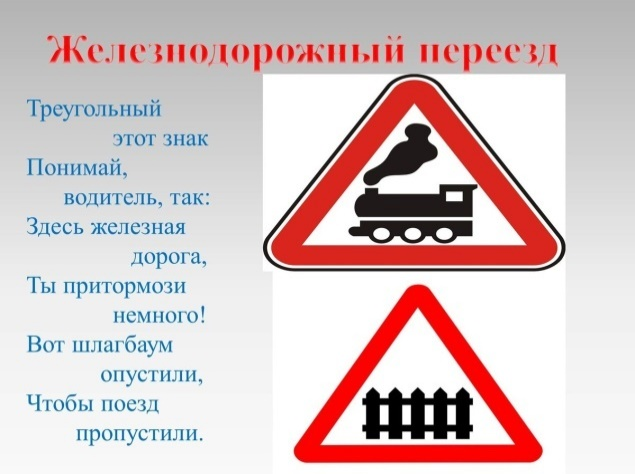 Железнодорожный переезд
Треугольный
этот знак
Понимай,
водитель, так:
Здесь железная
дорога,
Ты притормози
немного!
Вот шлагбаум
опустили,
Чтобы поезд
пропустили.